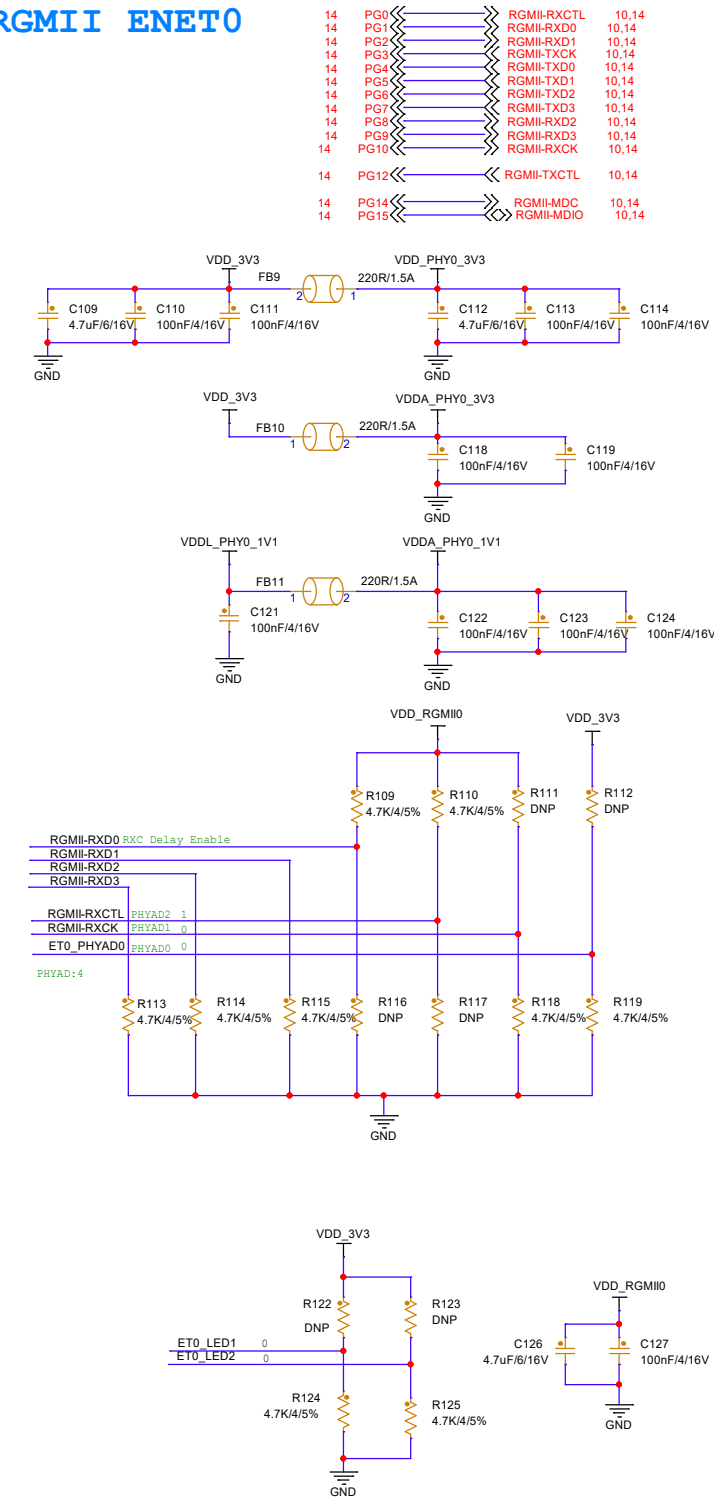 RGMII ENET0
14 PG0 RGMII-RXCTL 10,14
14 PG1 RGMII-RXD0 10,14
14 PG2 RGMII-RXD1 10,14
14 PG3 RGMII-TXCK 10,14
14 PG4 RGMII-TXD0 10,14
14 PG5 RGMII-TXD1 10,14
14 PG6 RGMII-TXD2 10,14
14 PG7 RGMII-TXD3 10,14
14 PG8 RGMII-RXD2 10,14
14 PG9 RGMII-RXD3 10,14
14 PG10 RGMII-RXCK 10,14
14 PG12 RGMII-TXCTL 10,14
14 PG14 RGMII-MDC 10,14
14 PG15 RGMII-MDIO 10,14
VDD_3V3 VDD_PHY0_3V3
FB9 220R/1.5A
2 1
C109 C110 C111 C112 C113 C114
4.7uF/6/16V 100nF/4/16V 100nF/4/16V 4.7uF/6/16V 100nF/4/16V 100nF/4/16V
GND GND
VDD_3V3 VDDA_PHY0_3V3
FB10 220R/1.5A
1 2
C118 C119
100nF/4/16V 100nF/4/16V
GND
VDDL_PHY0_1V1 VDDA_PHY0_1V1
FB11 220R/1.5A
1 2
C121 C122 C123 C124
100nF/4/16V 100nF/4/16V 100nF/4/16V 100nF/4/16V
GND GND
VDD_RGMII0 VDD_3V3
R109 R110 R111 R112
4.7K/4/5% 4.7K/4/5% DNP DNP
RGMII-RXD0 RXC Delay Enable
RGMII-RXD1
RGMII-RXD2
RGMII-RXD3
RGMII-RXCTL PHYAD2 1
RGMII-RXCK PHYAD1 0
ET0_PHYAD0 PHYAD0 0
PHYAD:4
R113 R114 R115 R116 R117 R118 R119
4.7K/4/5% 4.7K/4/5% 4.7K/4/5% DNP DNP 4.7K/4/5% 4.7K/4/5%
GND
VDD_3V3
R122 R123
DNP DNP
ET0_LED1 0
ET0_LED2 0
R124 R125
4.7K/4/5% 4.7K/4/5%
GND
VDD_RGMII0
C126 C127
4.7uF/6/16V 100nF/4/16V
GND